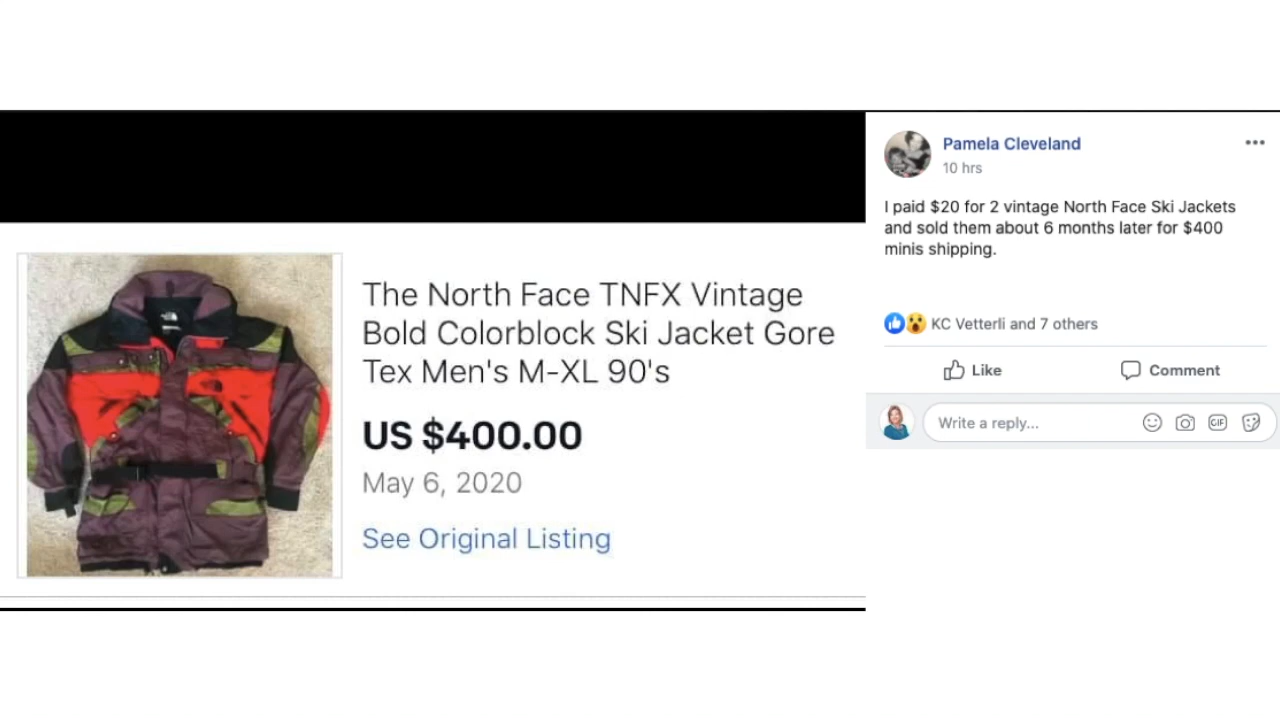 The North Face TNFX Vintage
Bold Colorblock Ski Jacket Gore
Tex Men's M-XL 90's
US $400.00
May 6, 2020
See Original Listing
Pamela Cleveland
10 hrs
I paid $20 for 2 vintage North Face Ski Jackets
and sold them about 6 months later for $400
minis shipping.
KC Vetterli and 7 others
Like
Comment
Write a reply...
GIF